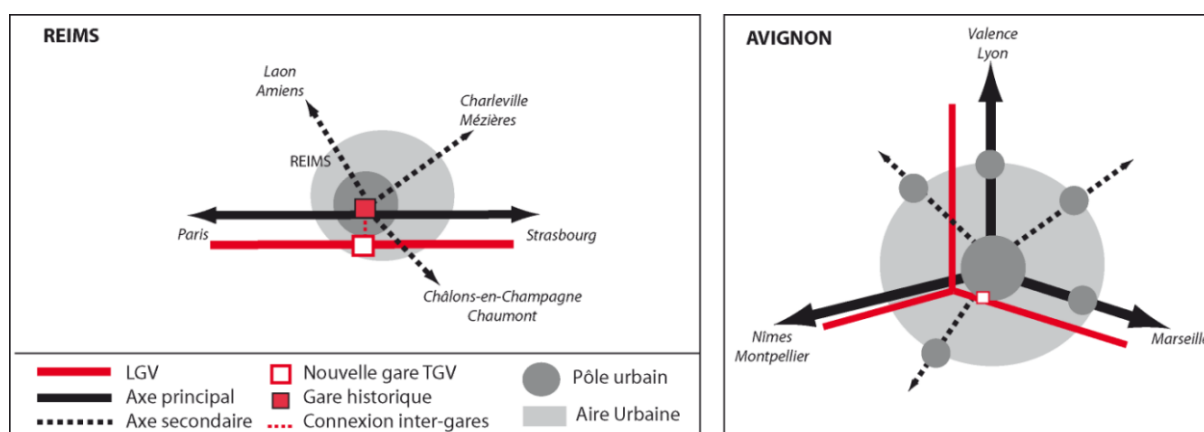 REIMS
Laon
Amiens
Charleville
Mézières
REIMS
Paris
Strasbourg
Châlons-en-Champagne
Chaumont
LGV
Axe principal
Axe secondaire
Nouvelle gare TGV
Gare historique
Connexion inter-gares
Pôle urbain
Aire Urbaine
AVIGNON
Valence
Lyon
Nîmes
Montpellier
Marseille